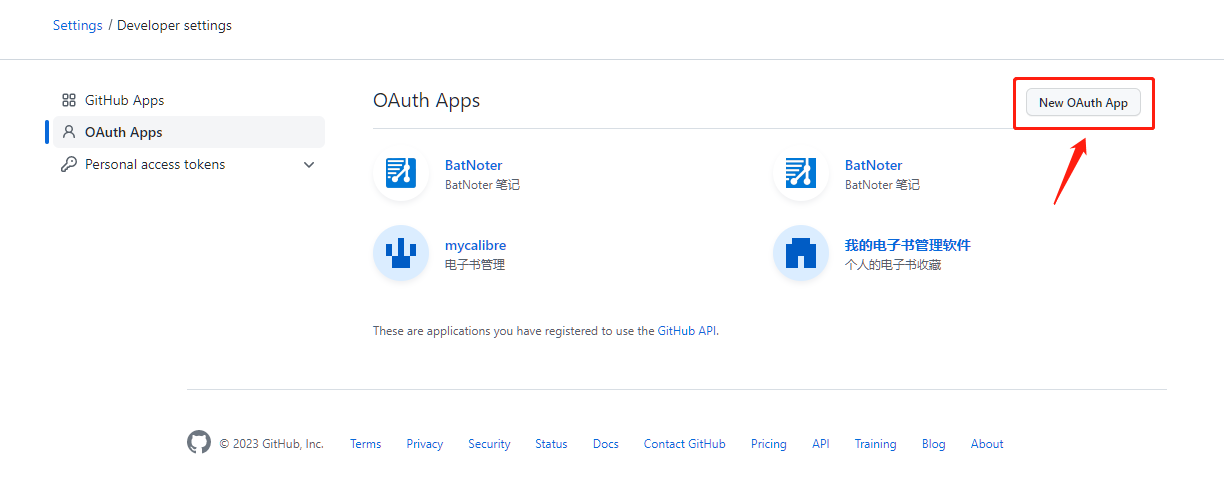 Settings / Developer settings
GitHub Apps
OAuth Apps
Personal access tokens
OAuth Apps
New OAuth App
BatNoter
BatNoter 笔记
BatNoter
BatNoter 笔记
mycalibre
电子书管理
我的电子书管理软件
个人的电子书收藏
These are applications you have registered to use the GitHub API.
© 2023 GitHub, Inc. Terms Privacy Security Status Docs Contact GitHub Pricing API Training Blog About